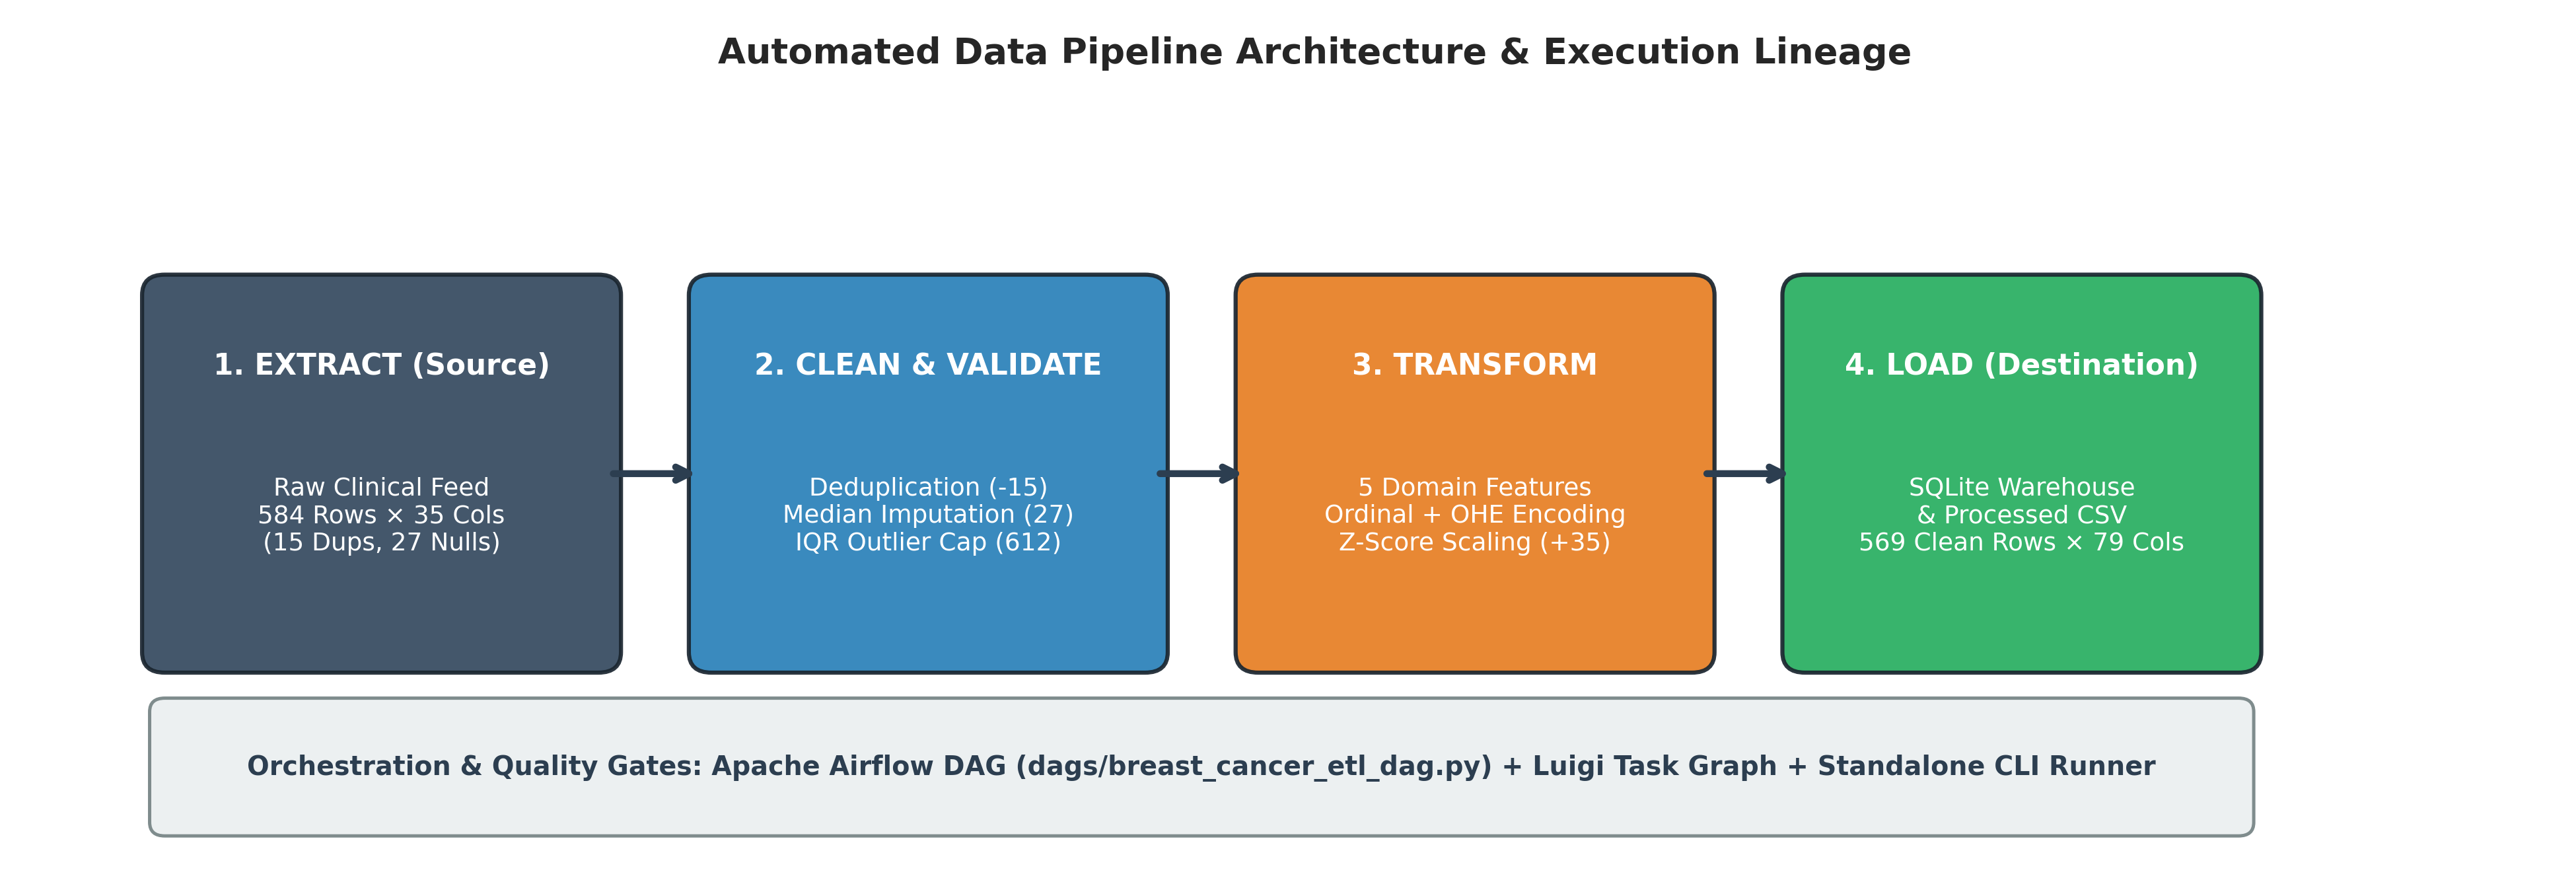 Automated Data Pipeline Architecture & Execution Lineage
1. EXTRACT (Source)
Raw Clinical Feed
584 Rows × 35 Cols
(15 Dups, 27 Nulls)
2. CLEAN & VALIDATE
Deduplication (-15)
Median Imputation (27)
IQR Outlier Cap (612)
3. TRANSFORM
5 Domain Features
Ordinal + OHE Encoding
Z-Score Scaling (+35)
4. LOAD (Destination)
SQLite Warehouse
& Processed CSV
569 Clean Rows × 79 Cols
Orchestration & Quality Gates: Apache Airflow DAG (dags/breast_cancer_etl_dag.py) + Luigi Task Graph + Standalone CLI Runner